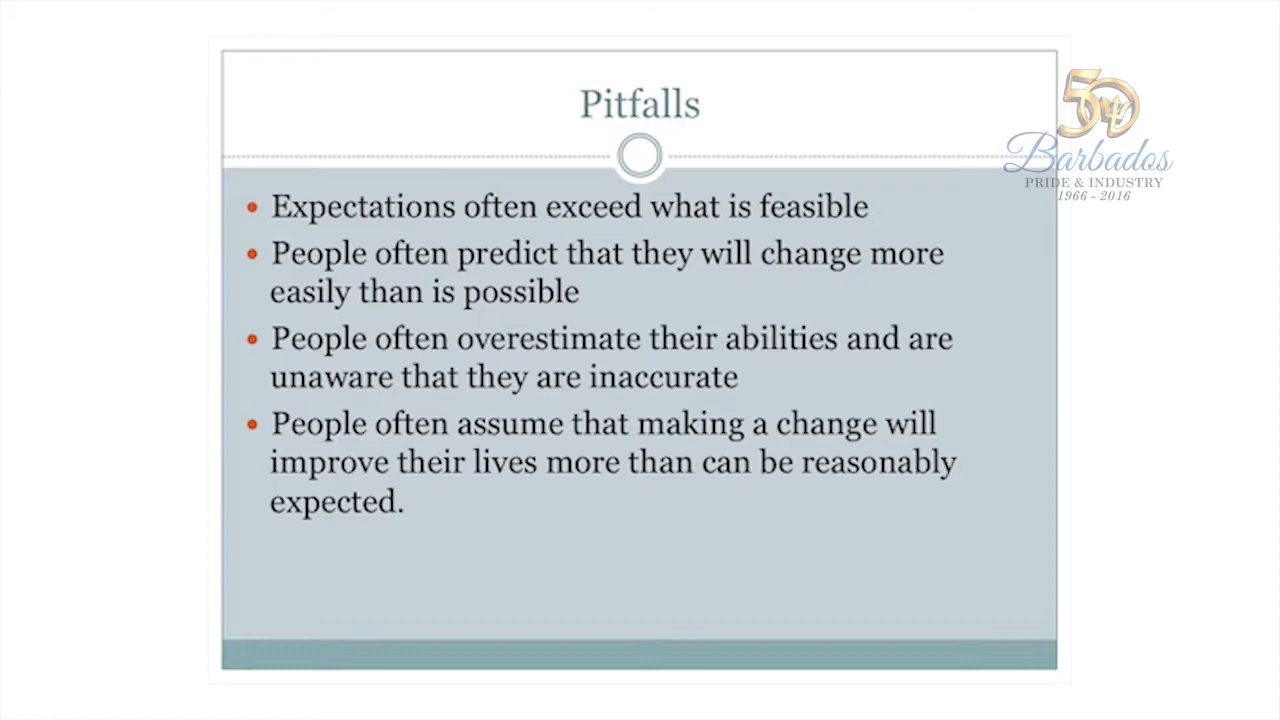 Pitfalls
50
Barbados
PRIDE & INDUSTRY
1966 - 2016
• Expectations often exceed what is feasible
• People often predict that they will change more
easily than is possible
• People often overestimate their abilities and are
unaware that they are inaccurate
• People often assume that making a change will
improve their lives more than can be reasonably
expected.